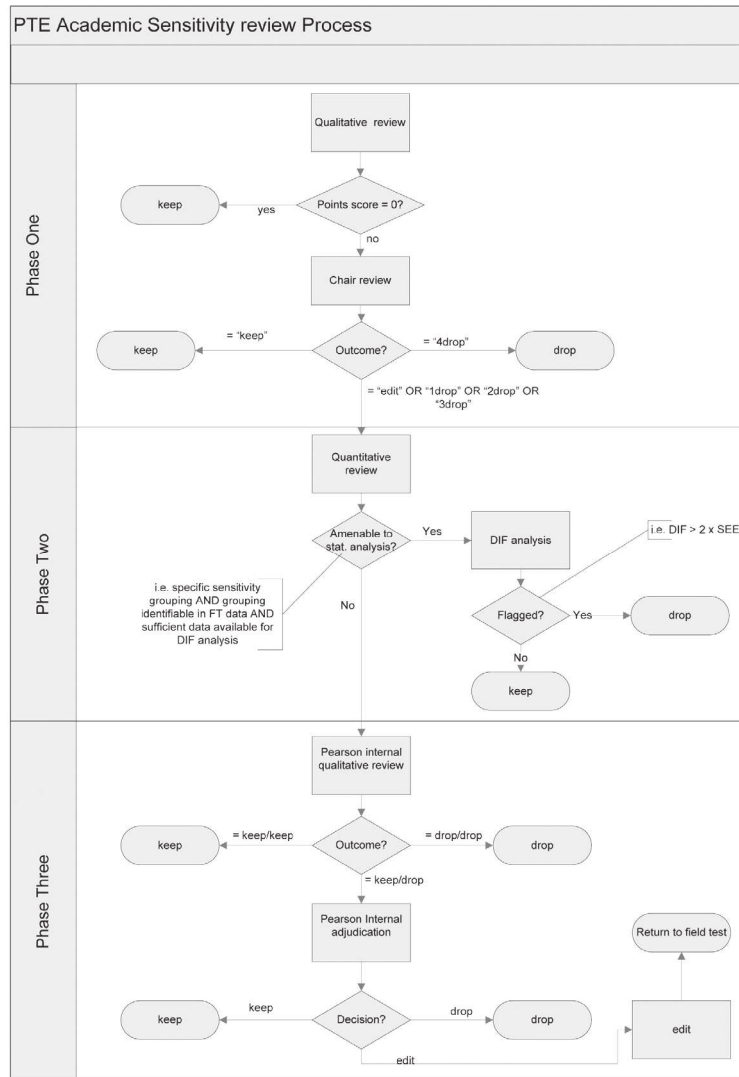 PTE Academic Sensitivity review Process
Phase One
Qualitative review
Points score = 0?
yes
keep
no
Chair review
Outcome?
= “keep”
keep
= “4drop”
drop
= “edit” OR “1drop” OR “2drop” OR
“3drop”
Phase Two
Quantitative
review
Amenable to
stat. analysis?
Yes
DIF analysis
i.e. DIF > 2 x SEE
i.e. specific sensitivity
grouping AND grouping
identifiable in FT data AND
sufficient data available for
DIF analysis
No
Flagged?
Yes
drop
No
keep
Phase Three
Pearson internal
qualitative review
Outcome?
= keep/keep
keep
= drop/drop
drop
= keep/drop
Pearson Internal
adjudication
Return to field test
Decision?
keep
keep
drop
drop
edit
edit